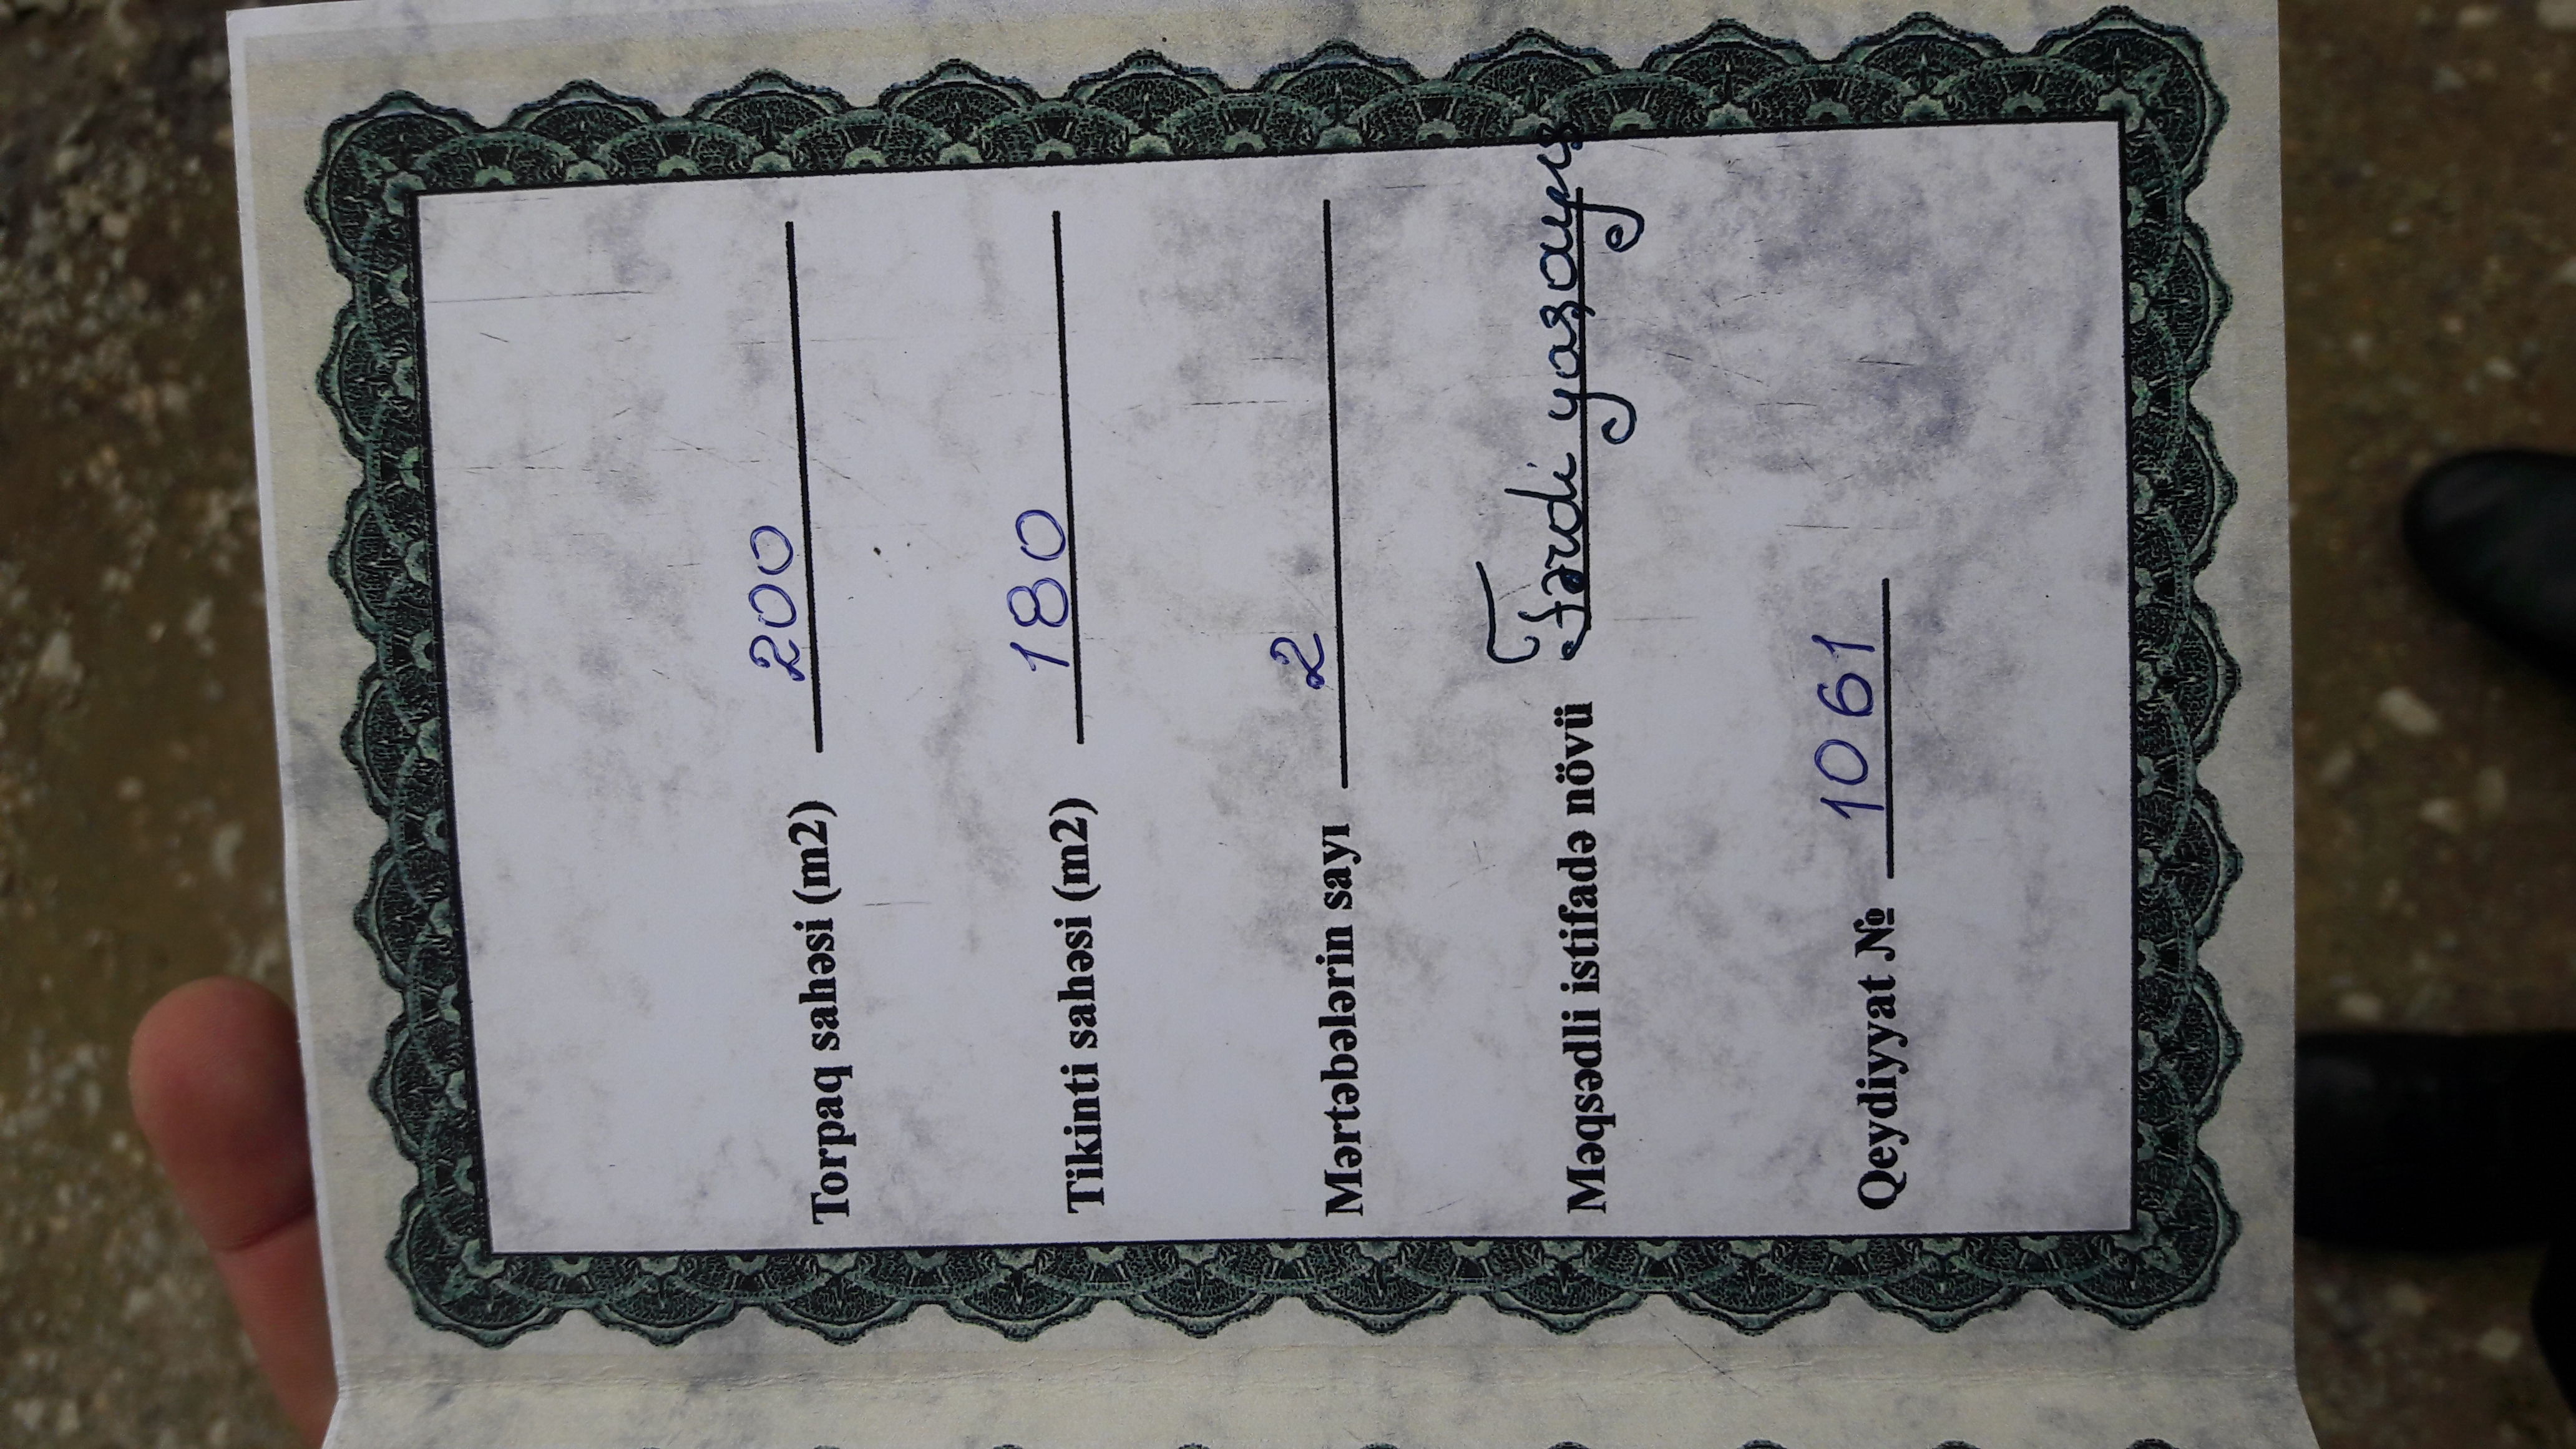 Torpaq sahəsi (m2) 200
Tikinti sahəsi (m2) 180
Mərtəbələrin sayı 2
Məqsədli istifadə növü Fərdi yaşayış
Qeydiyyat № 1061